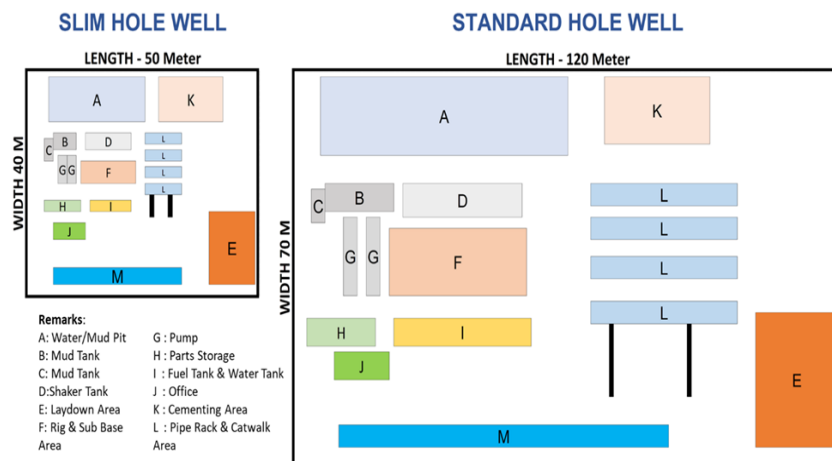 SLIM HOLE WELL
LENGTH - 50 Meter
WIDTH 40 M
A
K
B
C
D
L
L
G G
F
L
L
H
I
J
E
M
Remarks:
A: Water/Mud Pit
B: Mud Tank
C: Mud Tank
D:Shaker Tank
E: Laydown Area
F: Rig & Sub Base
Area
G : Pump
H : Parts Storage
I : Fuel Tank & Water Tank
J : Office
K : Cementing Area
L : Pipe Rack & Catwalk
Area
STANDARD HOLE WELL
LENGTH - 120 Meter
WIDTH 70 M
A
K
C
B
D
L
L
G G
F
L
L
H
I
J
E
M